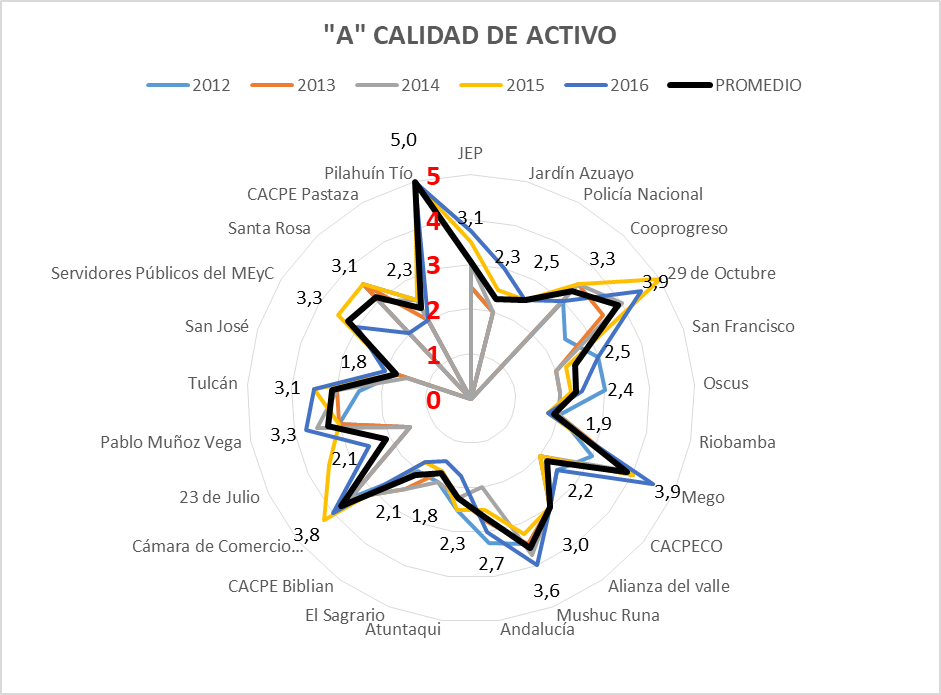 "A" CALIDAD DE ACTIVO
2012 2013 2014 2015 2016 PROMEDIO
5,0
JEP
Pilahuín Tío
5
Jardín Azuayo
CACPE Pastaza
Policía Nacional
4
3,1
Santa Rosa
Cooprogreso
3,1
2,3
3
2,3
2,5
3,3
Servidores Públicos del MEyC
29 de Octubre
3,9
3,3
2
San José
San Francisco
1,8
1
2,5
Tulcán
3,1
Oscus
2,4
0
3,3
1,9
Pablo Muñoz Vega
Riobamba
2,1
23 de Julio
2,2
3,9
Mego
2,1
1,8
3,8
2,3
3,0
Cámara de Comercio...
CACPECO
2,7
CACPE Biblian
3,6
Alianza del valle
El Sagrario
Mushuc Runa
Atuntaqui
Andalucía